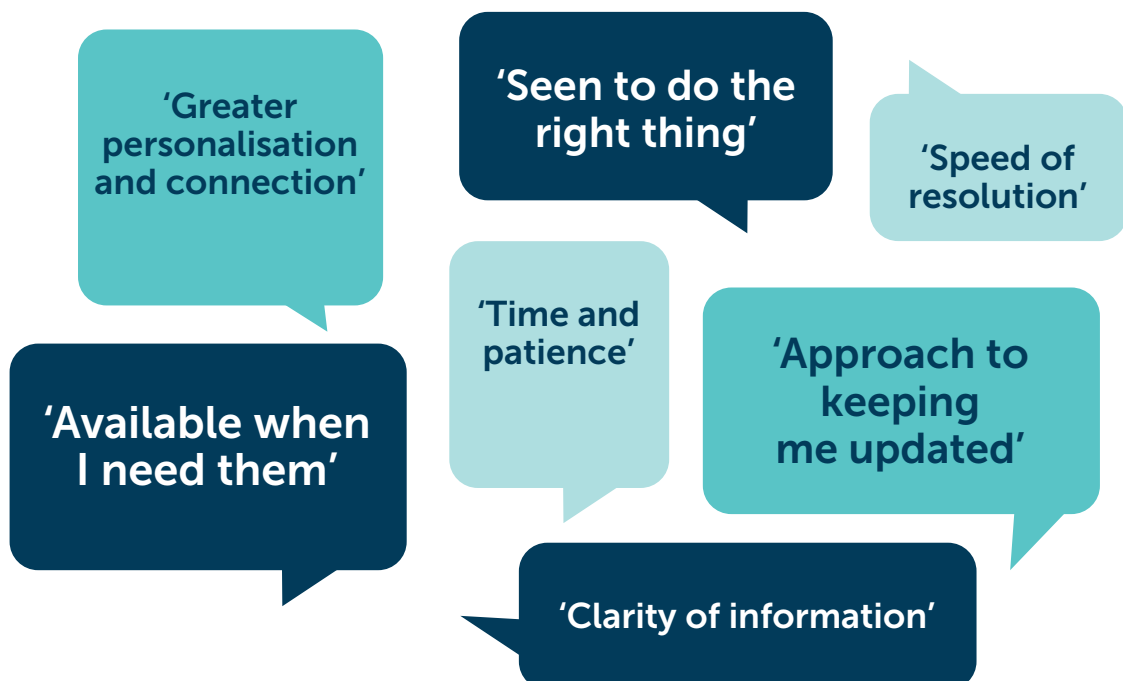 ‘Greater
personalisation
and connection’
‘Seen to do the
right thing’
‘Speed of
resolution’
‘Time and
patience’
‘Approach to
keeping
me updated’
‘Available when
I need them’
‘Clarity of information’